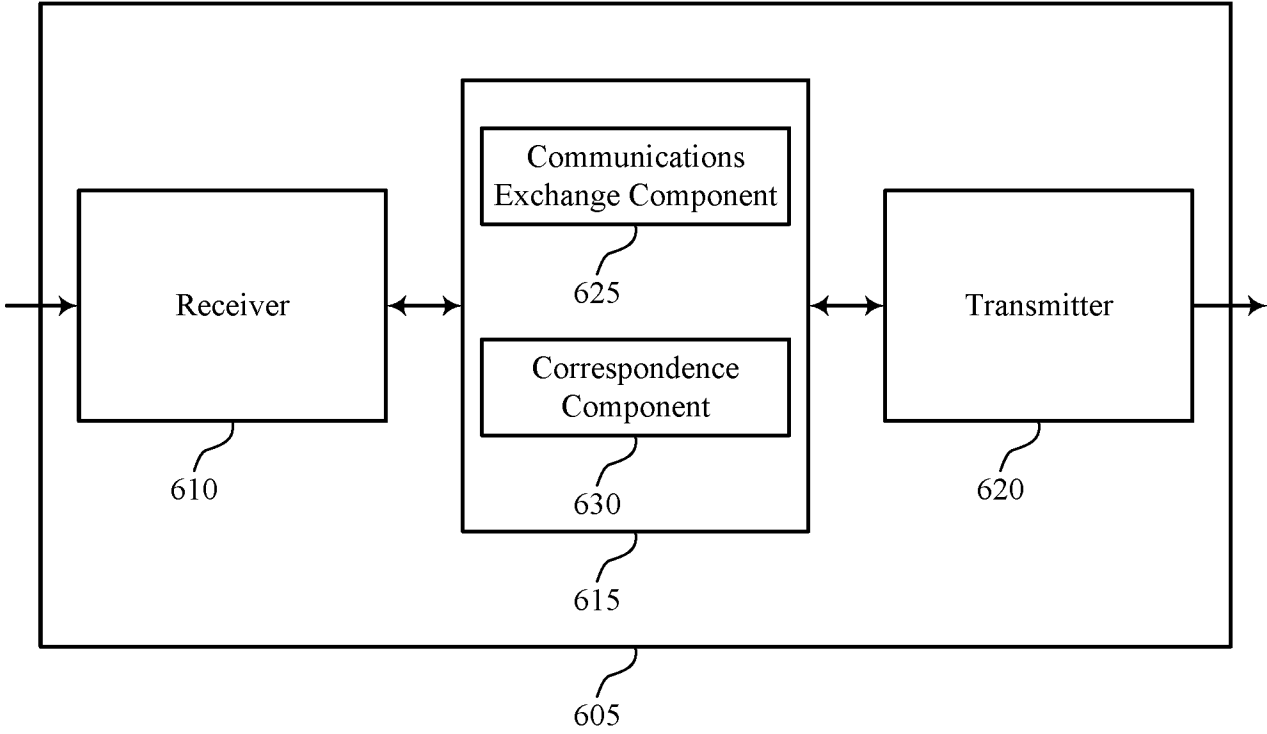 Communications
Exchange Component
625
Receiver
Transmitter
Correspondence
Component
610
630
620
615
605